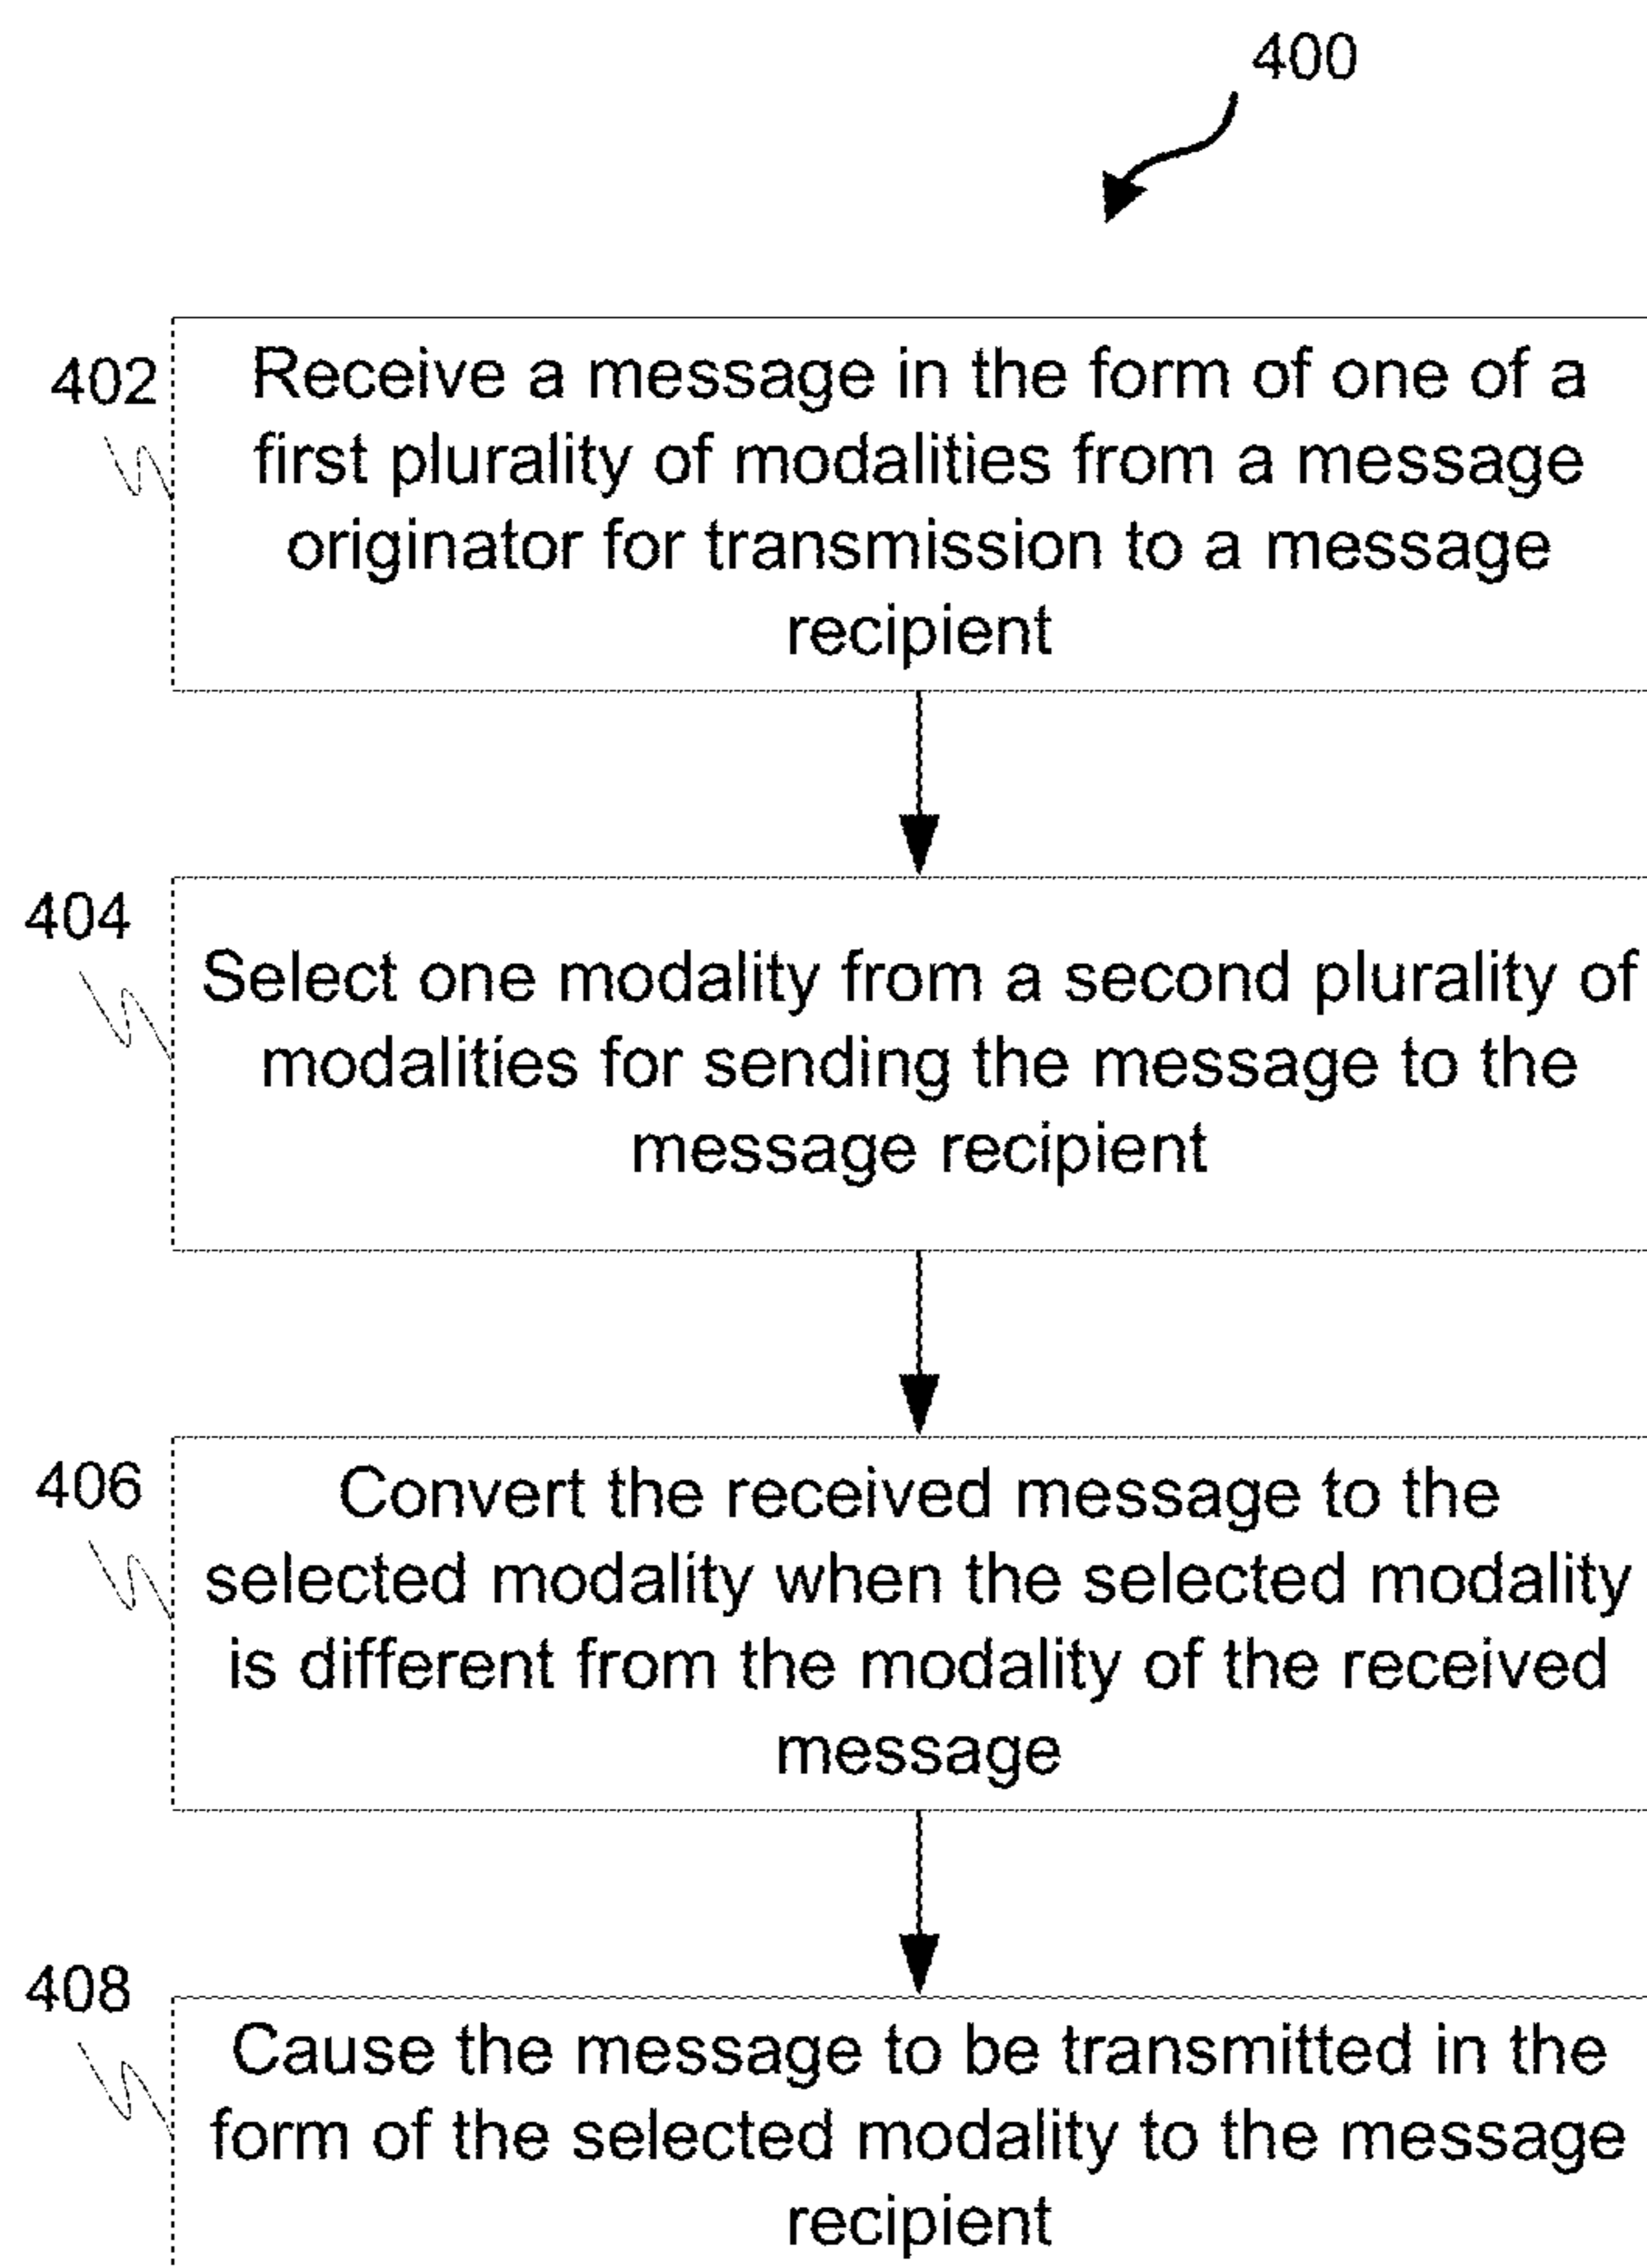 400
402
Receive a message in the form of one of a
first plurality of modalities from a message
originator for transmission to a message
recipient
404
Select one modality from a second plurality of
modalities for sending the message to the
message recipient
406
Convert the received message to the
selected modality when the selected modality
is different from the modality of the received
message
408
Cause the message to be transmitted in the
form of the selected modality to the message
recipient